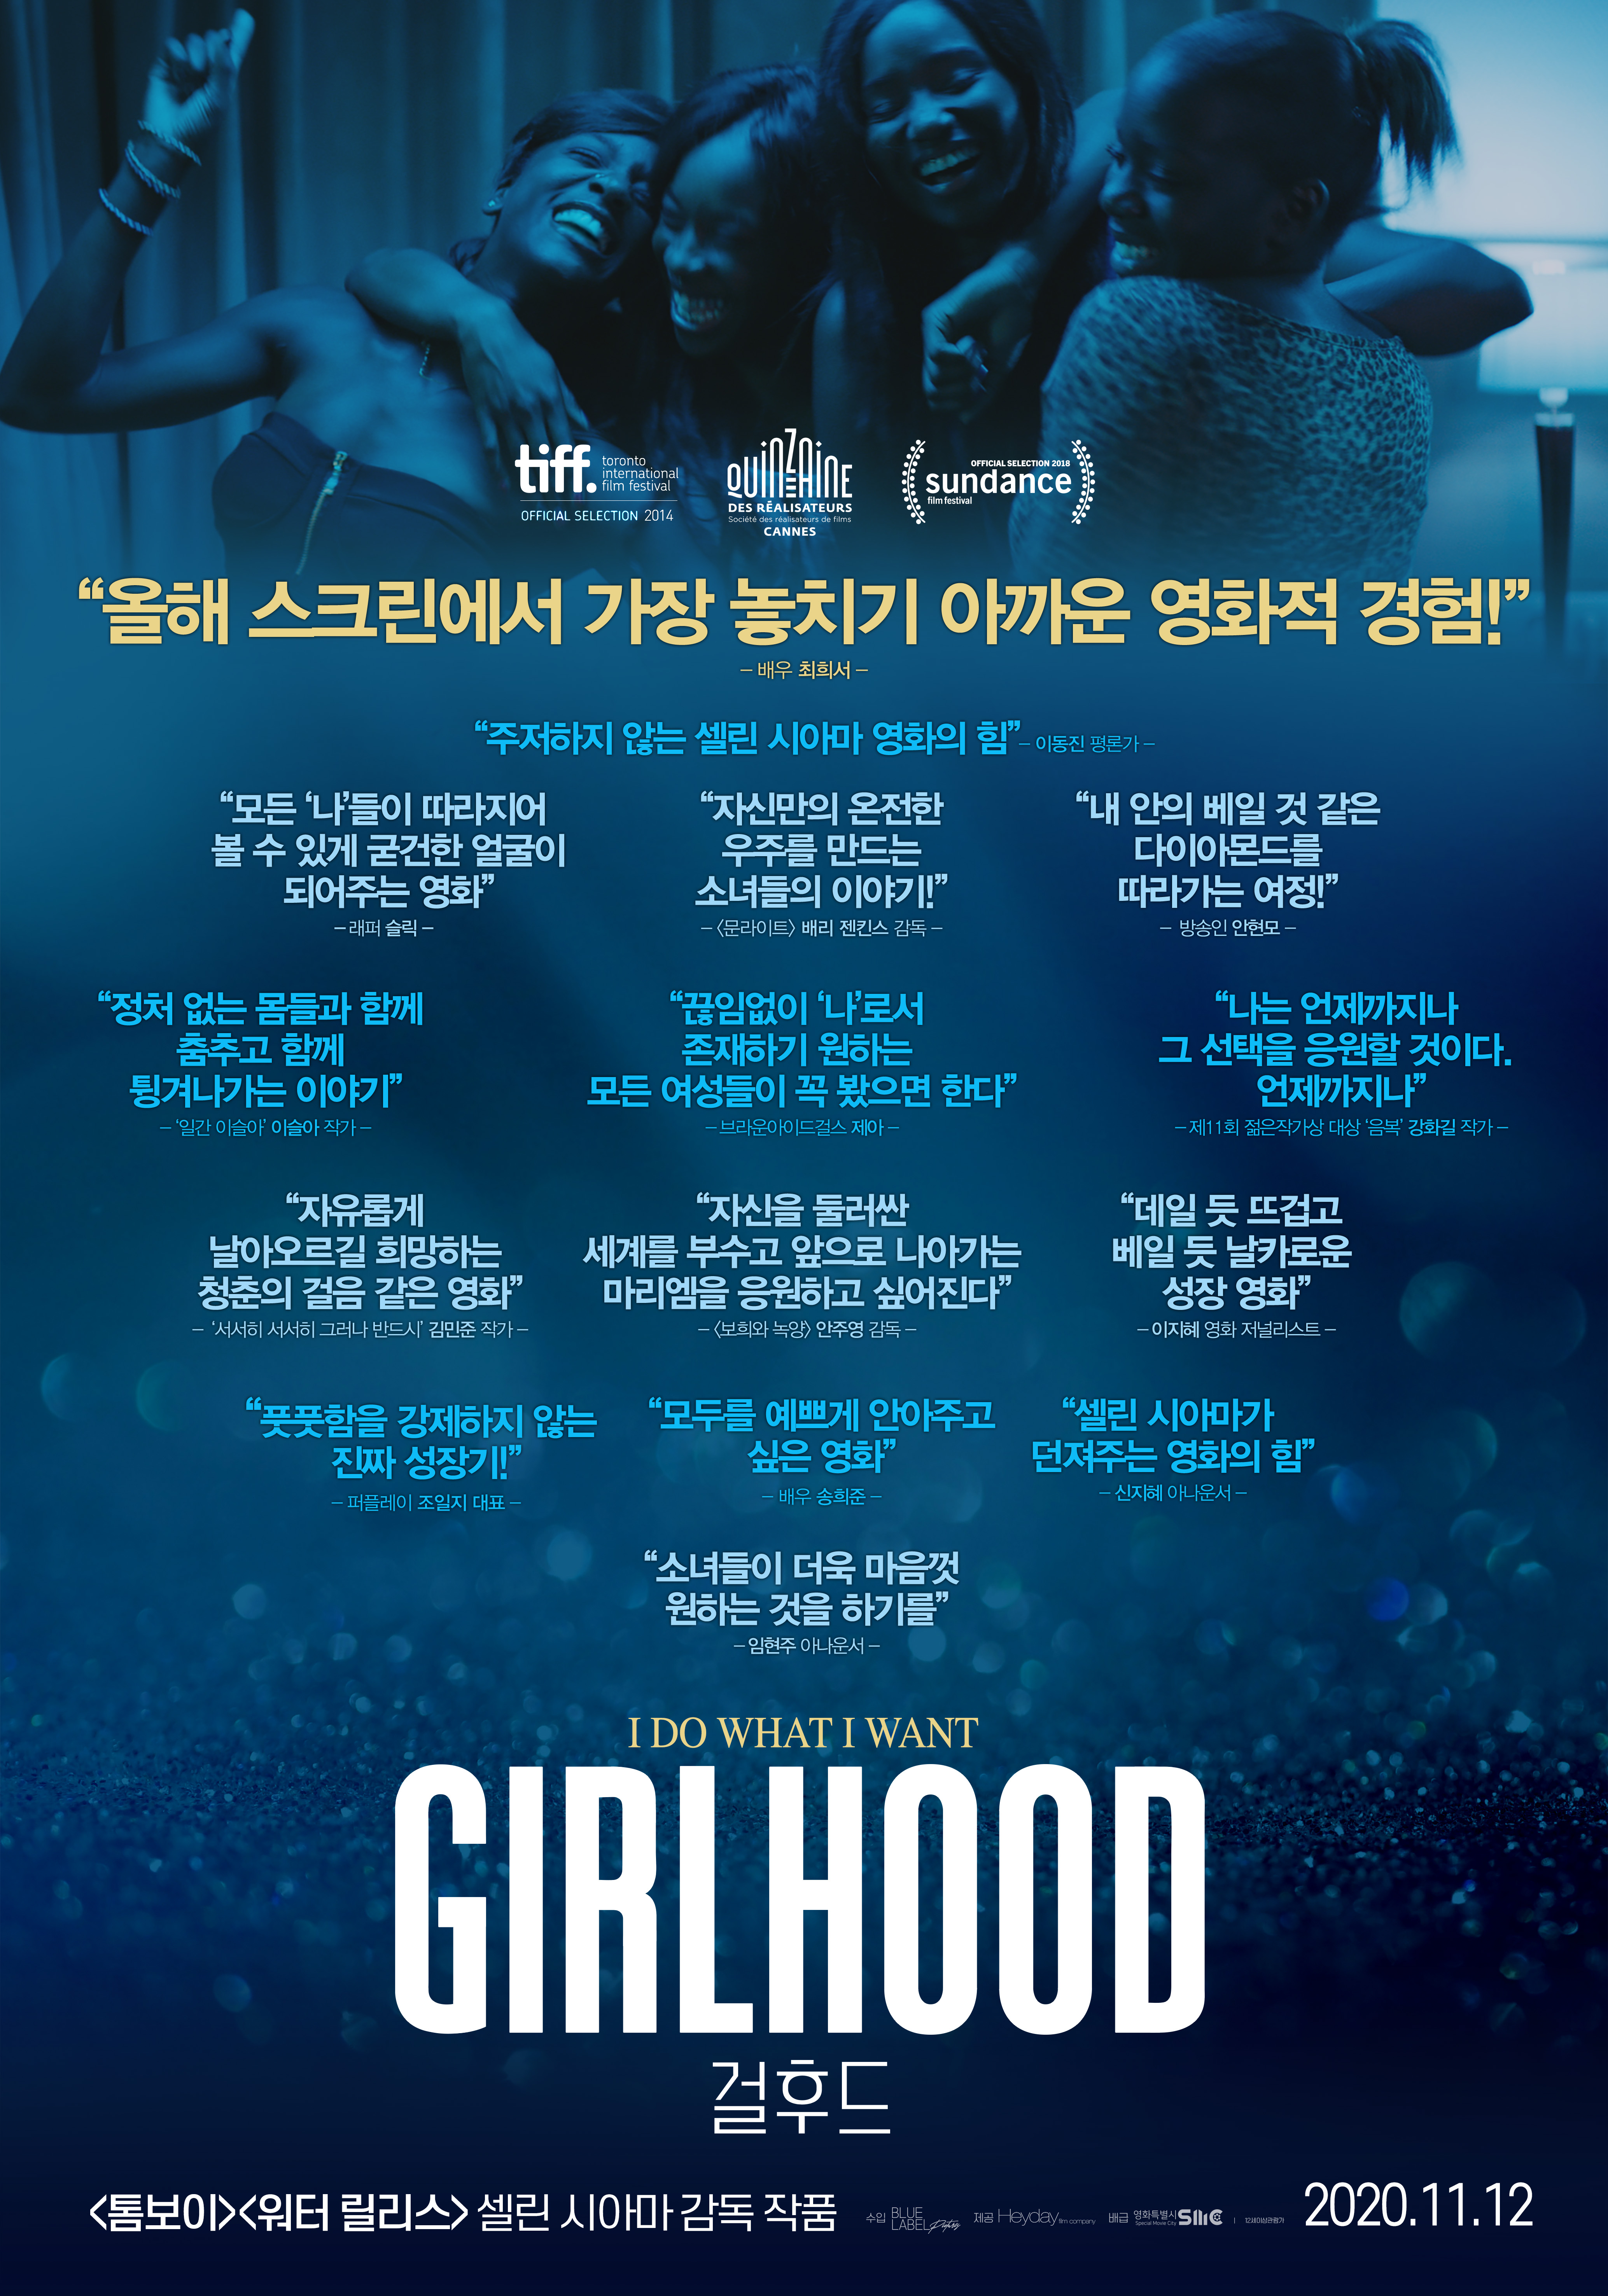 tiff. toronto international film festival
OFFICIAL SELECTION 2014
QUINZAINE
DES RÉALISATEURS
Société des réalisateurs de films
CANNES
OFFICIAL SELECTION 2018
sundance
film festival
“올해 스크린에서 가장 놓치기 아까운 영화적 경험!”
– 배우 최희서 –
“주저하지 않는 셀린 시아마 영화의 힘” – 이동진 평론가 –
“모든 ‘나’들이 따라지어
볼 수 있게 굳건한 얼굴이
되어주는 영화”
– 래퍼 슬릭 –
“자신만의 온전한
우주를 만드는
소녀들의 이야기!”
– <문라이트> 배리 젠킨스 감독 –
“내 안의 베일 것 같은
다이아몬드를
따라가는 여정!”
– 방송인 안현모 –
“정처 없는 몸들과 함께
춤추고 함께
튕겨나가는 이야기”
– ‘일간 이슬아’ 이슬아 작가 –
“끊임없이 ‘나’로서
존재하기 원하는
모든 여성들이 꼭 봤으면 한다”
– 브라운아이드걸스 제아 –
“나는 언제까지나
그 선택을 응원할 것이다.
언제까지나”
– 제11회 젊은작가상 대상 ‘음복’ 강화길 작가 –
“자유롭게
날아오르길 희망하는
청춘의 걸음 같은 영화”
– ‘서서히 서서히 그러나 반드시’ 김민준 작가 –
“자신을 둘러싼
세계를 부수고 앞으로 나아가는
마리엠을 응원하고 싶어진다”
– <보희와 녹양> 안주영 감독 –
“데일 듯 뜨겁고
베일 듯 날카로운
성장 영화”
– 이지혜 영화 저널리스트 –
“풋풋함을 강제하지 않는
진짜 성장기!”
– 퍼플레이 조일지 대표 –
“모두를 예쁘게 안아주고
싶은 영화”
– 배우 송희준 –
“셀린 시아마가
던져주는 영화의 힘”
– 신지혜 아나운서 –
“소녀들이 더욱 마음껏
원하는 것을 하기를”
– 임현주 아나운서 –
I DO WHAT I WANT
GIRLHOOD
걸후드
<톰보이><워터 릴리스> 셀린 시아마 감독 작품 수입 BLUE LABEL Pictures 제공 Heyday film company 배급 영화특별시 Special Movie City SMC | 12세이상관람가 2020.11.12